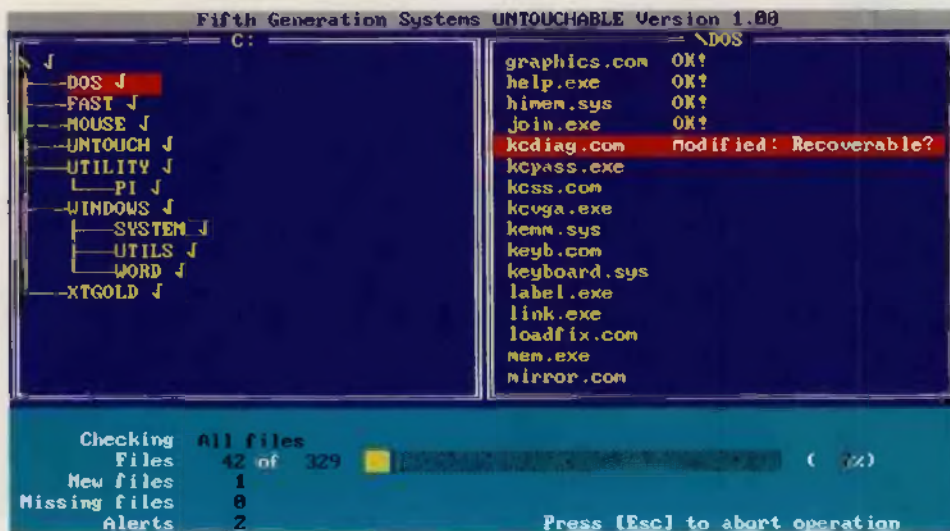 Fifth Generation Systems UNTOUCHABLE Version 1.00
C:
\
√
DOS √
FAST √
MOUSE √
UNTOUCH √
UTILITY √
PI √
WINDOWS √
SYSTEM √
UTILS √
WORD √
XTGOLD √
\DOS
graphics.com OK!
help.exe OK!
himem.sys OK!
join.exe OK!
kcdiag.com Modified: Recoverable?
kcpass.exe
kcss.com
kcvga.exe
kemm.sys
keyb.com
keyboard.sys
label.exe
link.exe
loadfix.com
mem.exe
mirror.com
Checking All files
Files 42 of 329 ( %)
New files 1
Missing files 0
Alerts 2
Press [Esc] to abort operation